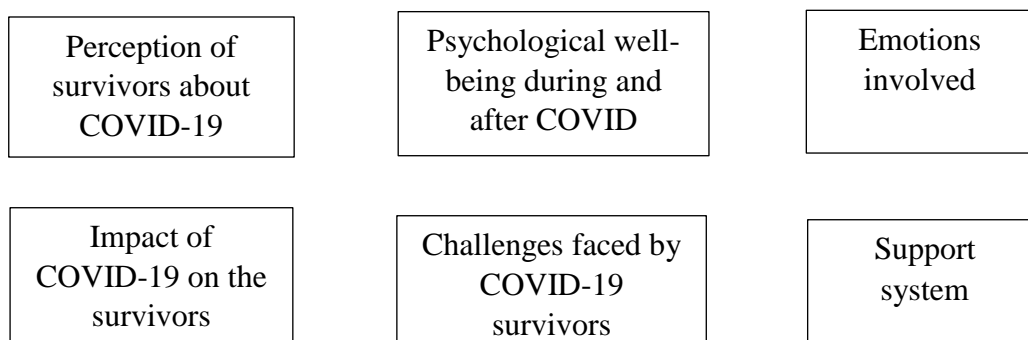 Perception of
survivors about
COVID-19
Psychological well-
being during and
after COVID
Emotions
involved
Impact of
COVID-19 on the
survivors
Challenges faced by
COVID-19
survivors
Support
system